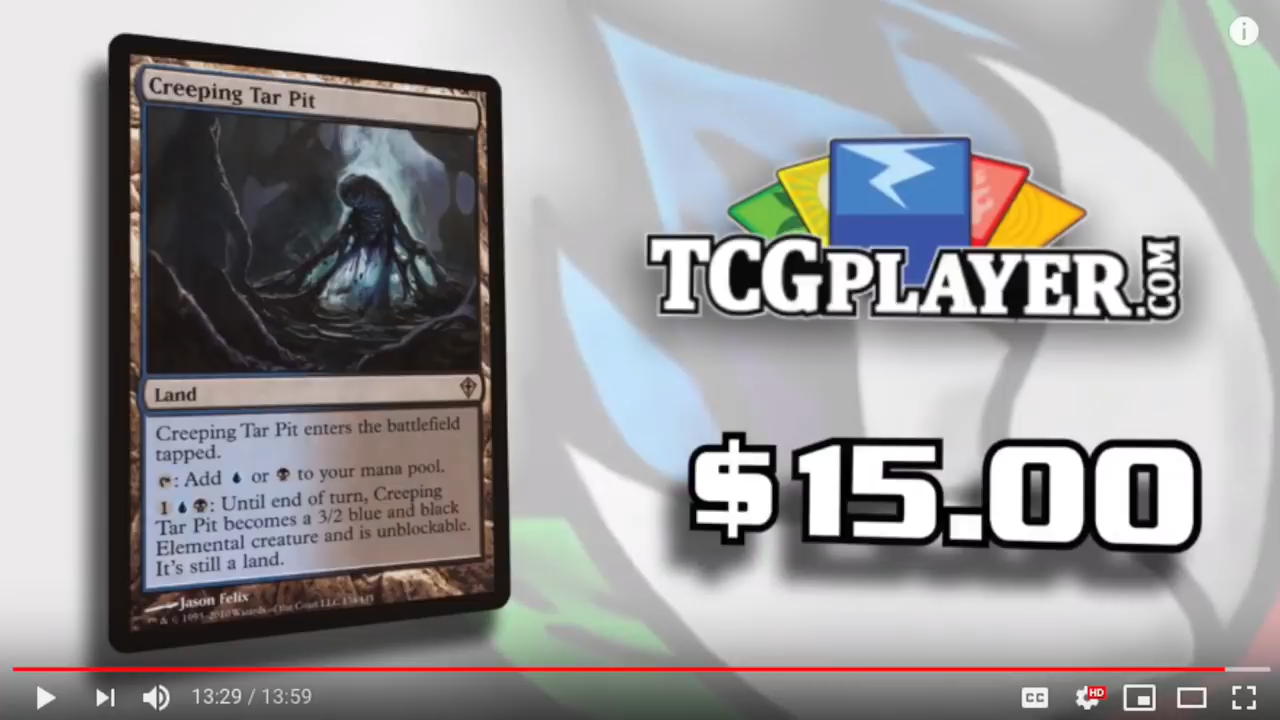 Creeping Tar Pit
Land
Creeping Tar Pit enters the battlefield
tapped.
: Add or to your mana pool.
1 : Until end of turn, Creeping
Tar Pit becomes a 3/2 blue and black
Elemental creature and is unblockable.
It's still a land.
Jason Felix
TCGPLAYER.COM
$15.00
i
13:29 / 13:59
CC
HD